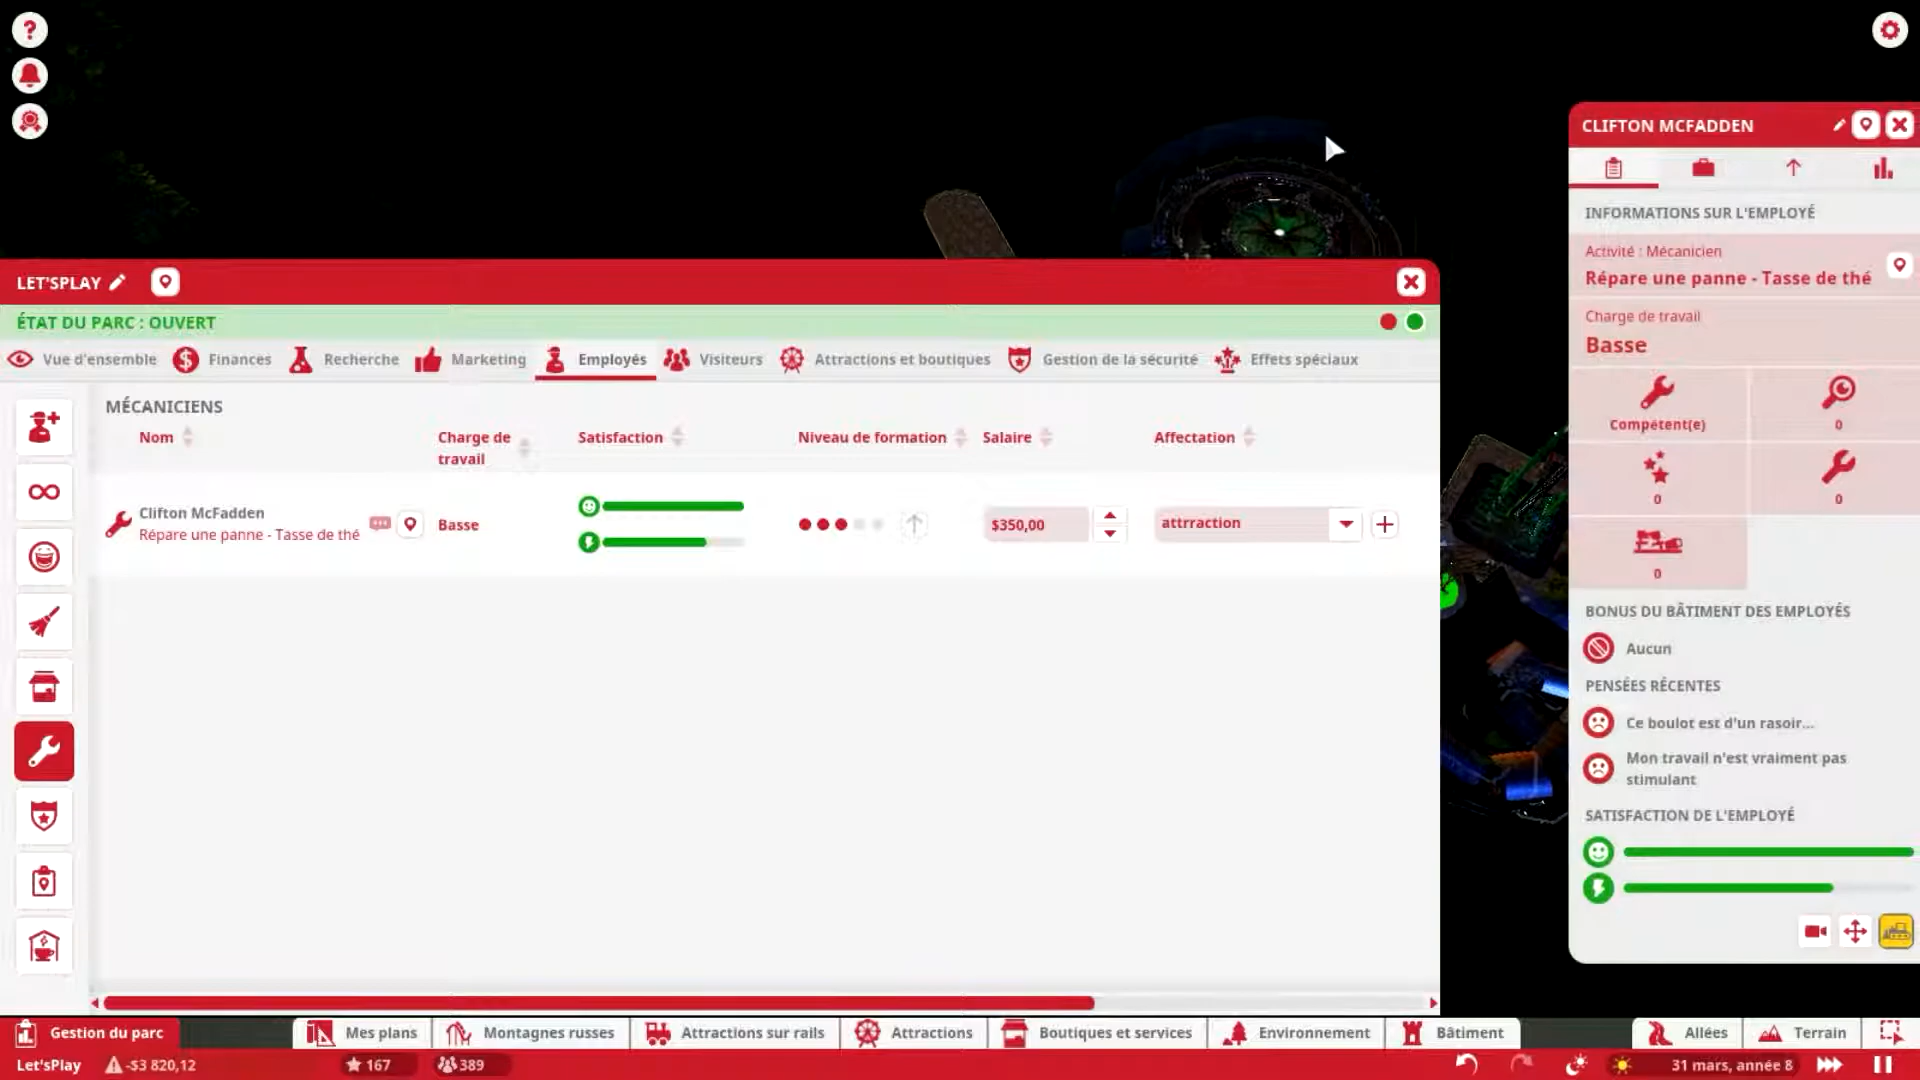 ?
LET'SPLAY
ÉTAT DU PARC : OUVERT
Vue d'ensemble
Finances
Recherche
Marketing
Employés
Visiteurs
Attractions et boutiques
Gestion de la sécurité
Effets spéciaux
MÉCANICIENS
Nom
Charge de
travail
Satisfaction
Niveau de formation
Salaire
Affectation
Clifton McFadden
Répare une panne - Tasse de thé
Basse
$350,00
attrraction
CLIFTON MCFADDEN
INFORMATIONS SUR L'EMPLOYÉ
Activité : Mécanicien
Répare une panne - Tasse de thé
Charge de travail
Basse
Compétent(e)
0
0
0
0
BONUS DU BÂTIMENT DES EMPLOYÉS
Aucun
PENSÉES RÉCENTES
Ce boulot est d'un rasoir...
Mon travail n'est vraiment pas
stimulant
SATISFACTION DE L'EMPLOYÉ
Gestion du parc
Mes plans
Montagnes russes
Attractions sur rails
Attractions
Boutiques et services
Environnement
Bâtiment
Allées
Terrain
Let'sPlay
-$3 820,12
167
389
31 mars, année 8